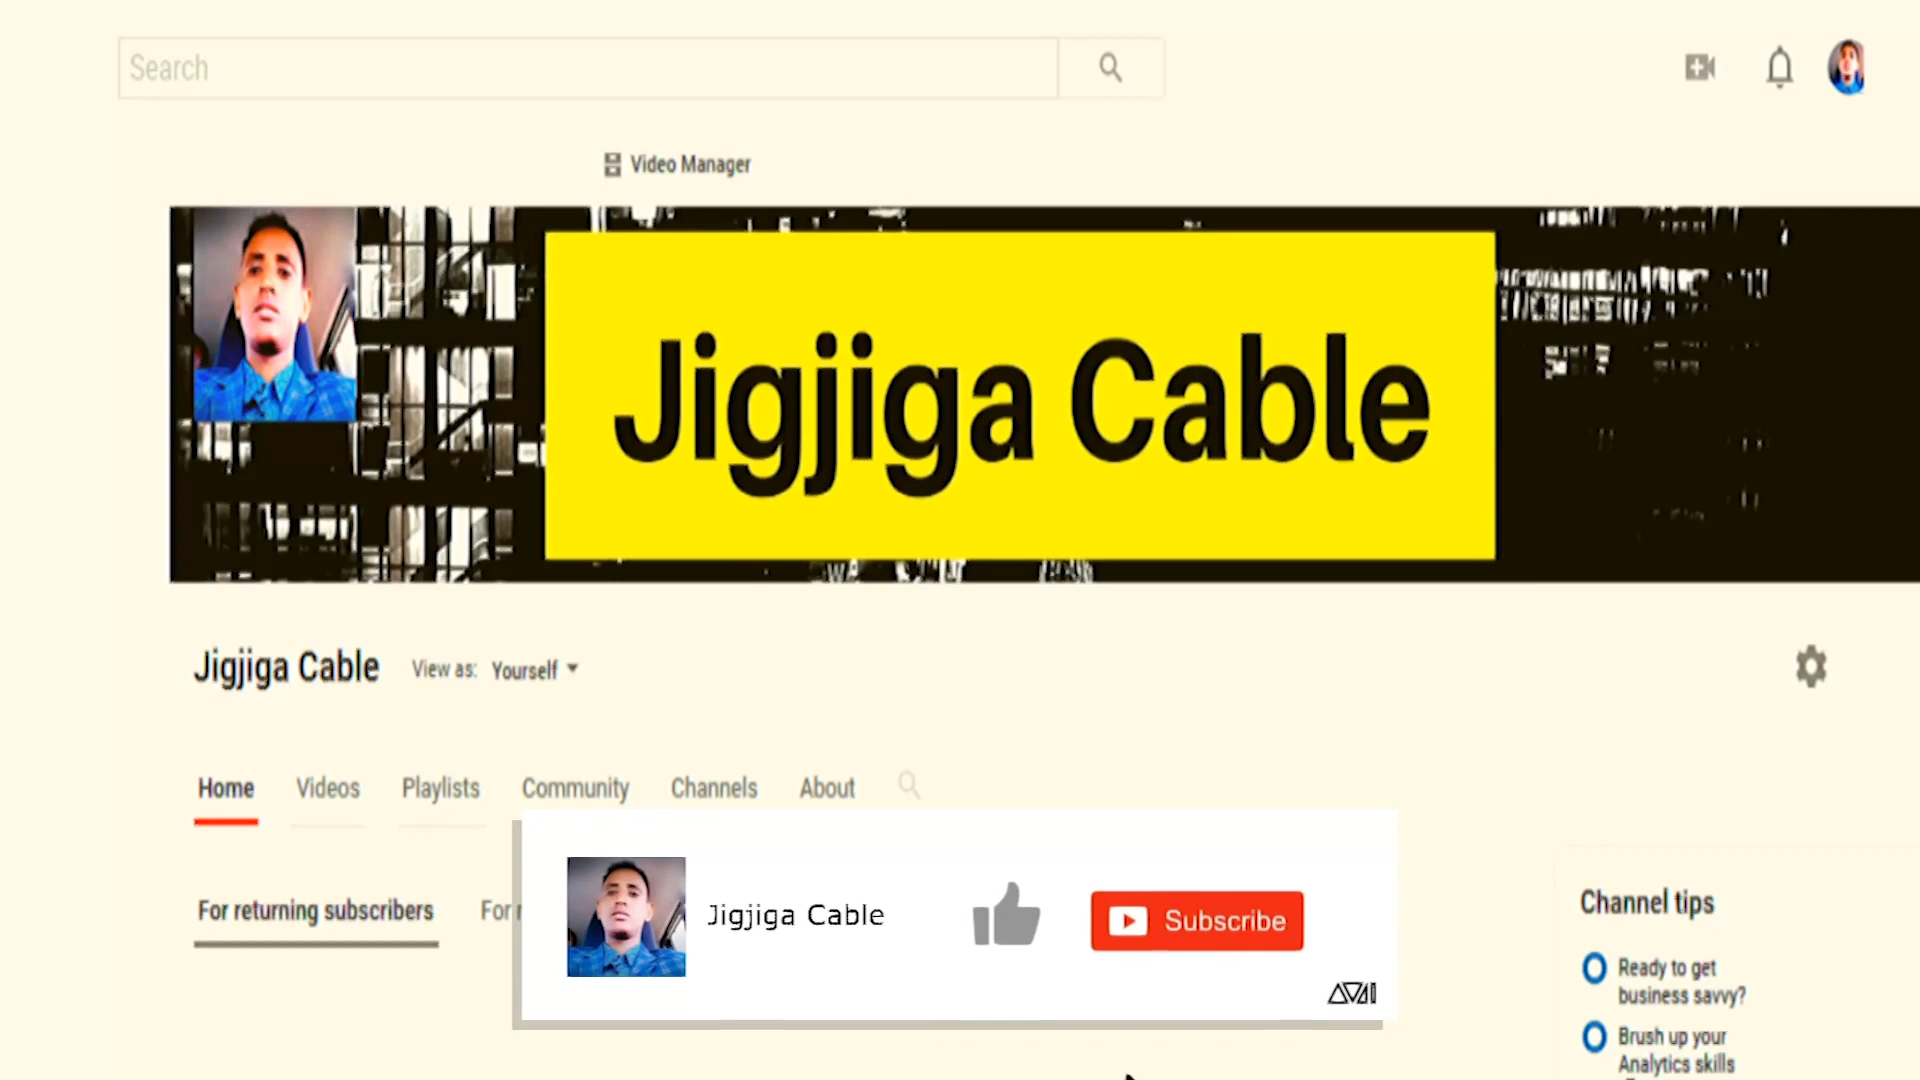 Search
Video Manager
Jigjiga Cable
Jigjiga Cable View as: Yourself
Home Videos Playlists Community Channels About
For returning subscribers For
Jigjiga Cable Subscribe
Channel tips
Ready to get
business savvy?
Brush up your
Analytics skills